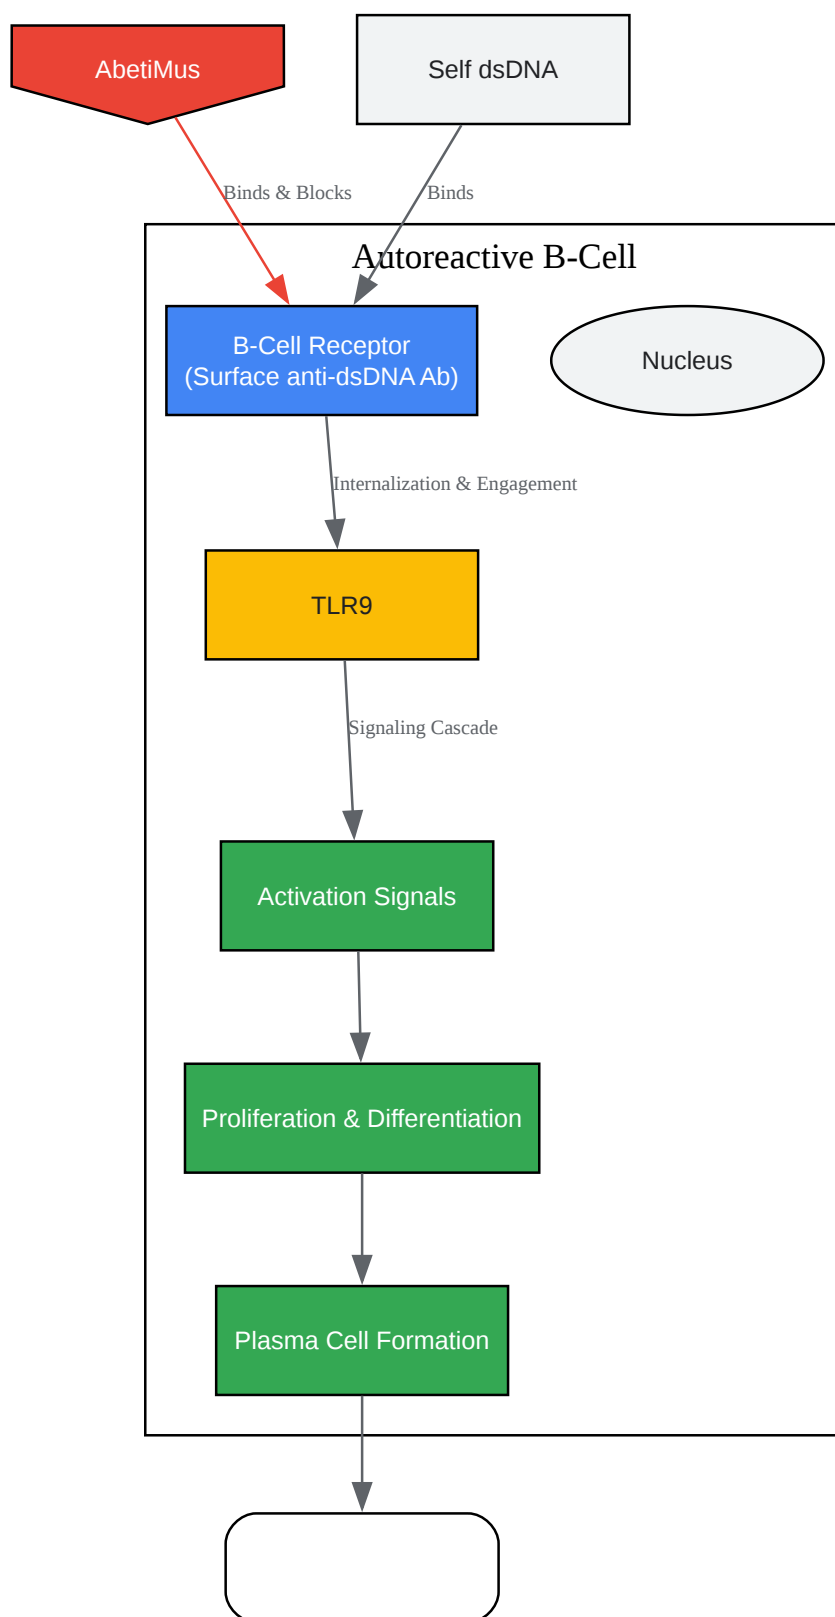 AbetiMus
Self dsDNA
Binds & Blocks
Binds
Autoreactive B-Cell
B-Cell Receptor
(Surface anti-dsDNA Ab)
Nucleus
Internalization & Engagement
TLR9
Signaling Cascade
Activation Signals
Proliferation & Differentiation
Plasma Cell Formation